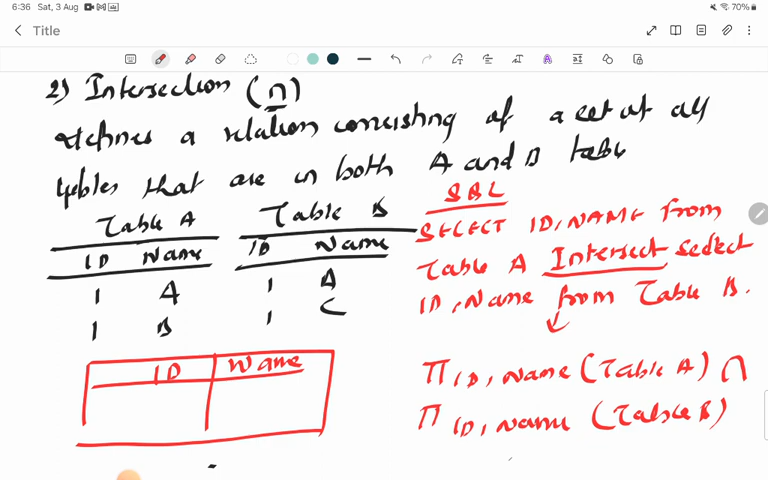 6:36 Sat, 3 Aug
70%
Title
2) Intersection (∩)
defines a relation consisting of a set of all
tuples that are in both A and B table
Table A
ID Name
1 A
1 B
Table B
ID Name
1 A
1 C
SQL
SELECT ID, NAME from
Table A Intersect select
ID, Name from Table B.
ID Name
π ID, Name (Table A) ∩
π ID, Name (Table B)